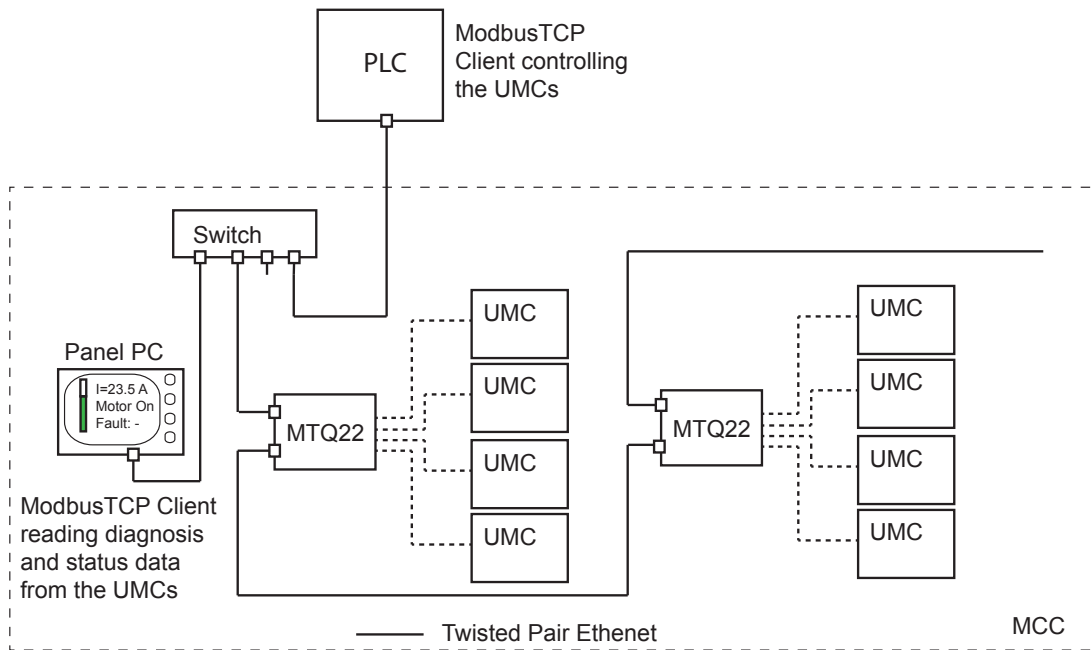 PLC
ModbusTCP
Client controlling
the UMCs
Switch
Panel PC
I=23.5 A
Motor On
Fault: -
MTQ22
UMC
UMC
UMC
UMC
MTQ22
UMC
UMC
UMC
UMC
ModbusTCP Client
reading diagnosis
and status data
from the UMCs
Twisted Pair Ethenet
MCC